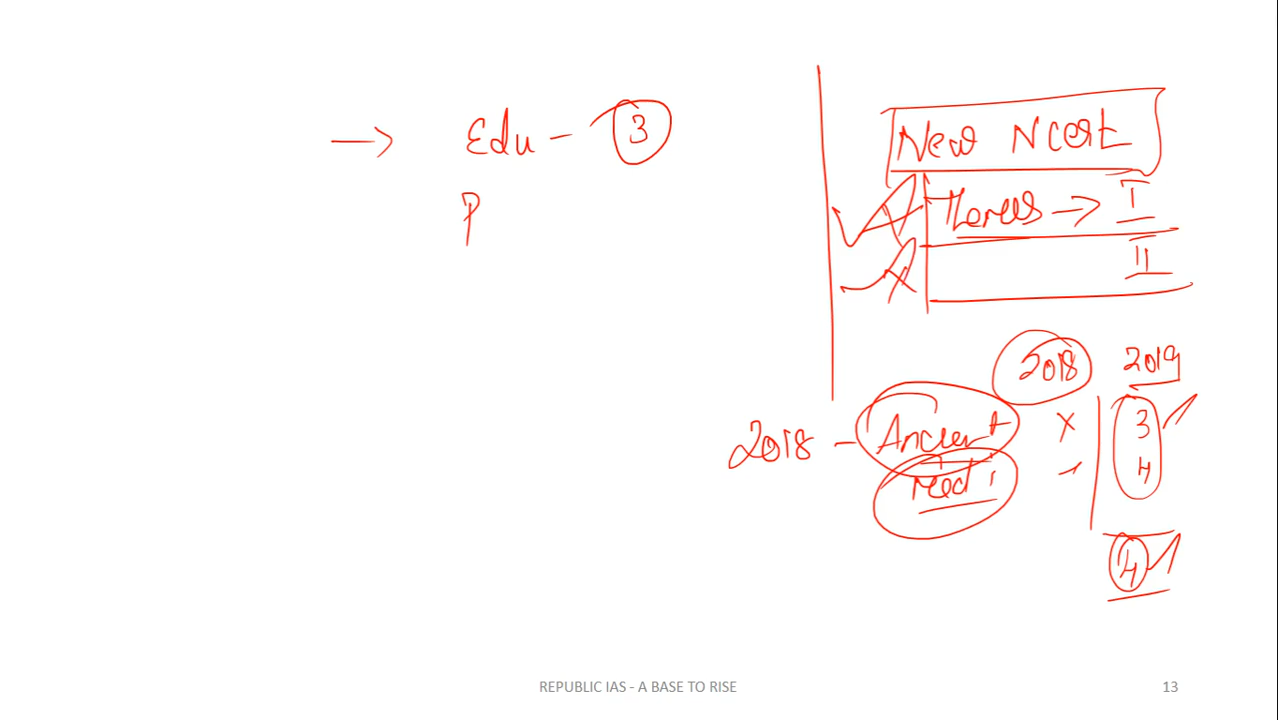 → Edu - 3
P
New Ncert
Themes → I
II
2018 2019
2018 - Ancient X 3
Med 4
4
REPUBLIC IAS - A BASE TO RISE
13